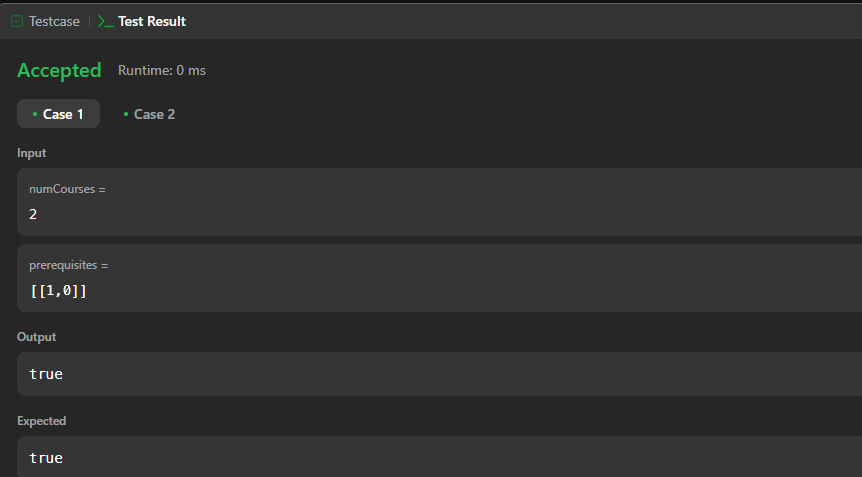 Testcase | >_ Test Result
Accepted Runtime: 0 ms
• Case 1 • Case 2
Input
numCourses =
2
prerequisites =
[[1,0]]
Output
true
Expected
true